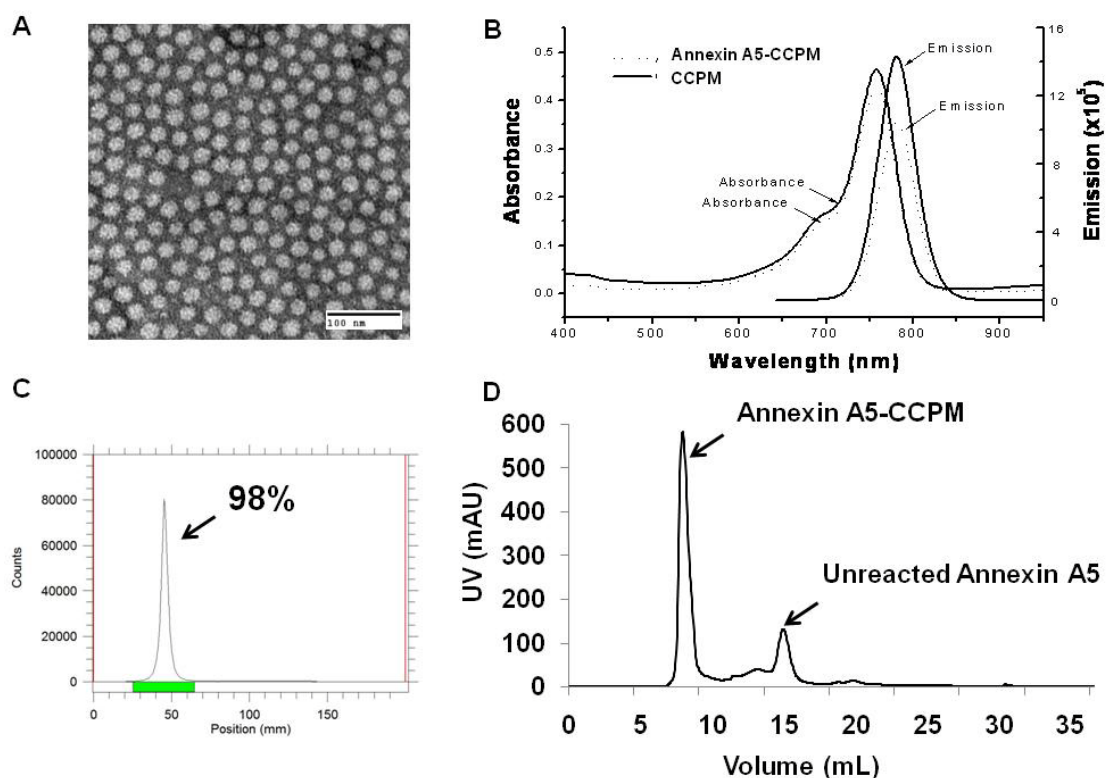 A
100 nm
B
Annexin A5-CCPM
CCPM
Emission
Emission
Absorbance
Absorbance
Absorbance
0.5
0.4
0.3
0.2
0.1
0.0
16
12
8
4
0
Emission (x10⁵)
400 500 600 700 800 900
Wavelength (nm)
C
98%
Counts
100000
80000
60000
40000
20000
0
0 50 100 150
Position (mm)
D
Annexin A5-CCPM
Unreacted Annexin A5
UV (mAU)
600
500
400
300
200
100
0
0 5 10 15 20 25 30 35
Volume (mL)